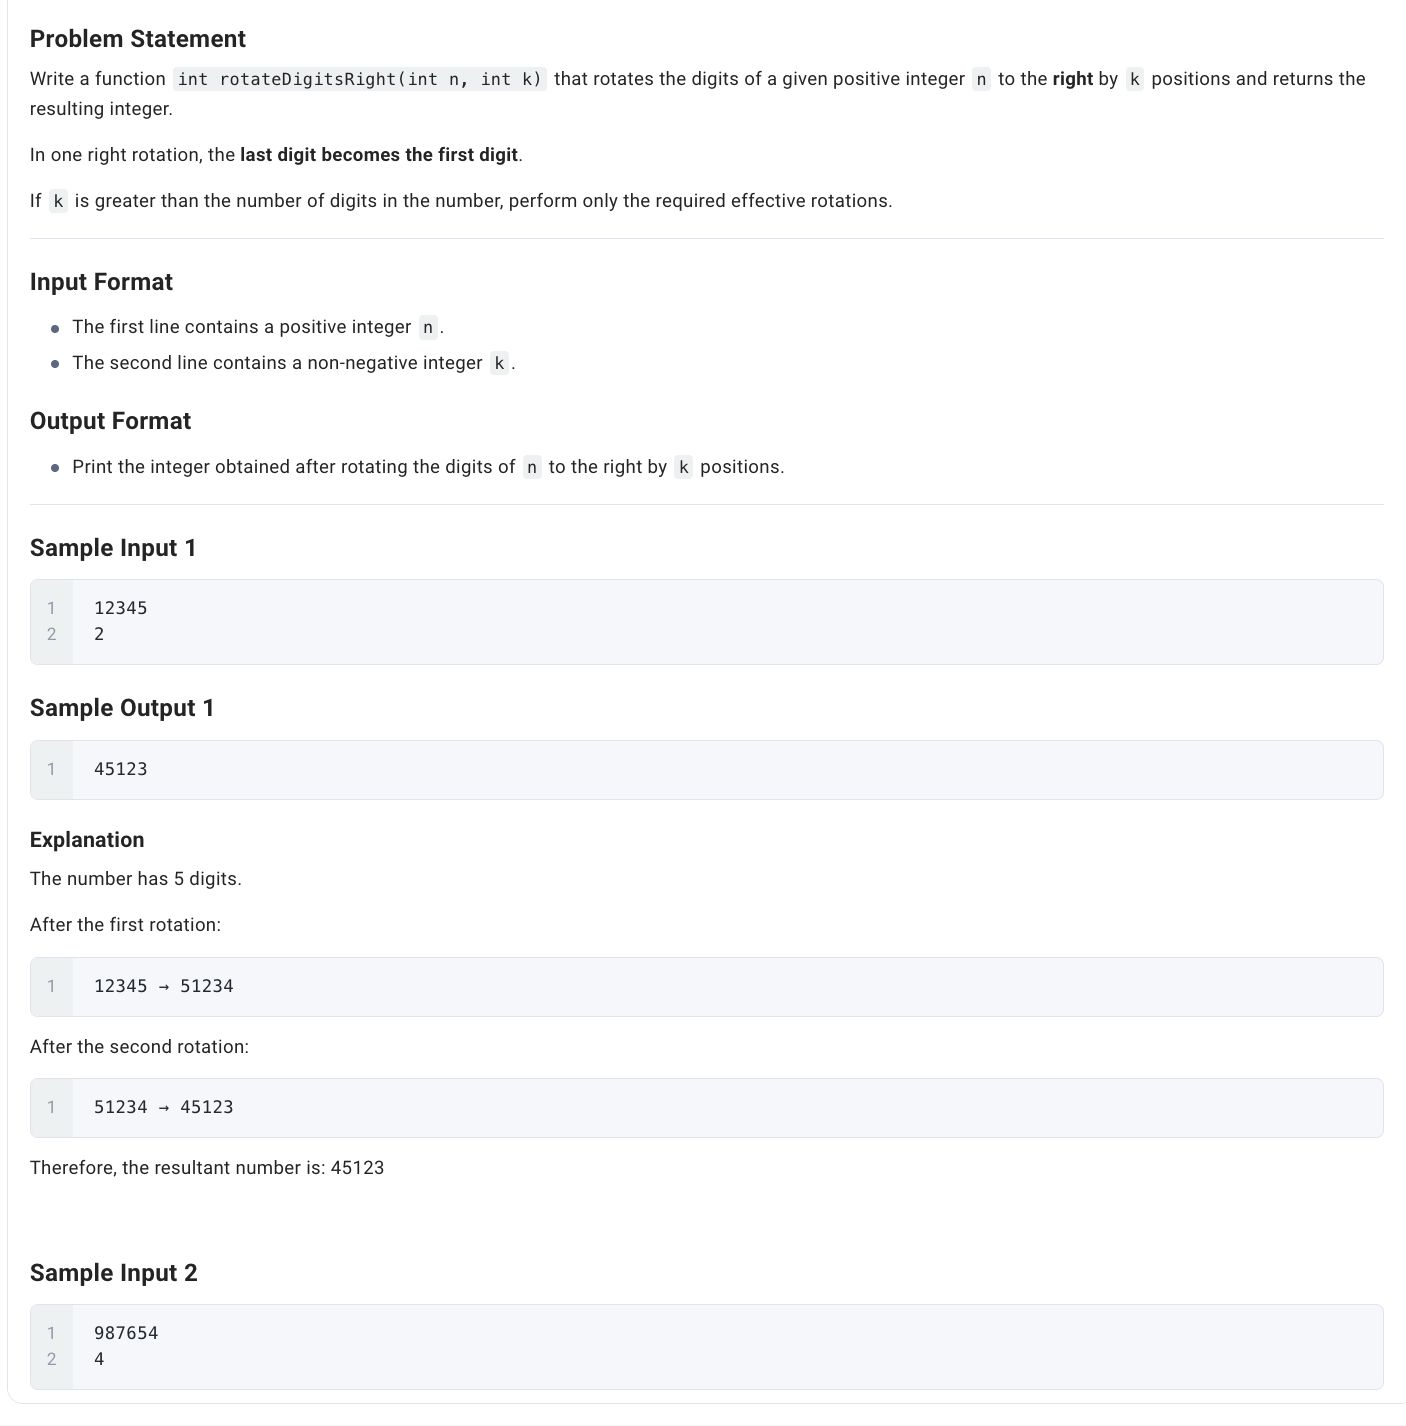 Problem Statement
Write a function int rotateDigitsRight(int n, int k) that rotates the digits of a given positive integer n to the right by k positions and returns the
resulting integer.
In one right rotation, the last digit becomes the first digit.
If k is greater than the number of digits in the number, perform only the required effective rotations.
Input Format
The first line contains a positive integer n.
The second line contains a non-negative integer k.
Output Format
Print the integer obtained after rotating the digits of n to the right by k positions.
Sample Input 1
1 12345
2 2
Sample Output 1
1 45123
Explanation
The number has 5 digits.
After the first rotation:
1 12345 → 51234
After the second rotation:
1 51234 → 45123
Therefore, the resultant number is: 45123
Sample Input 2
1 987654
2 4